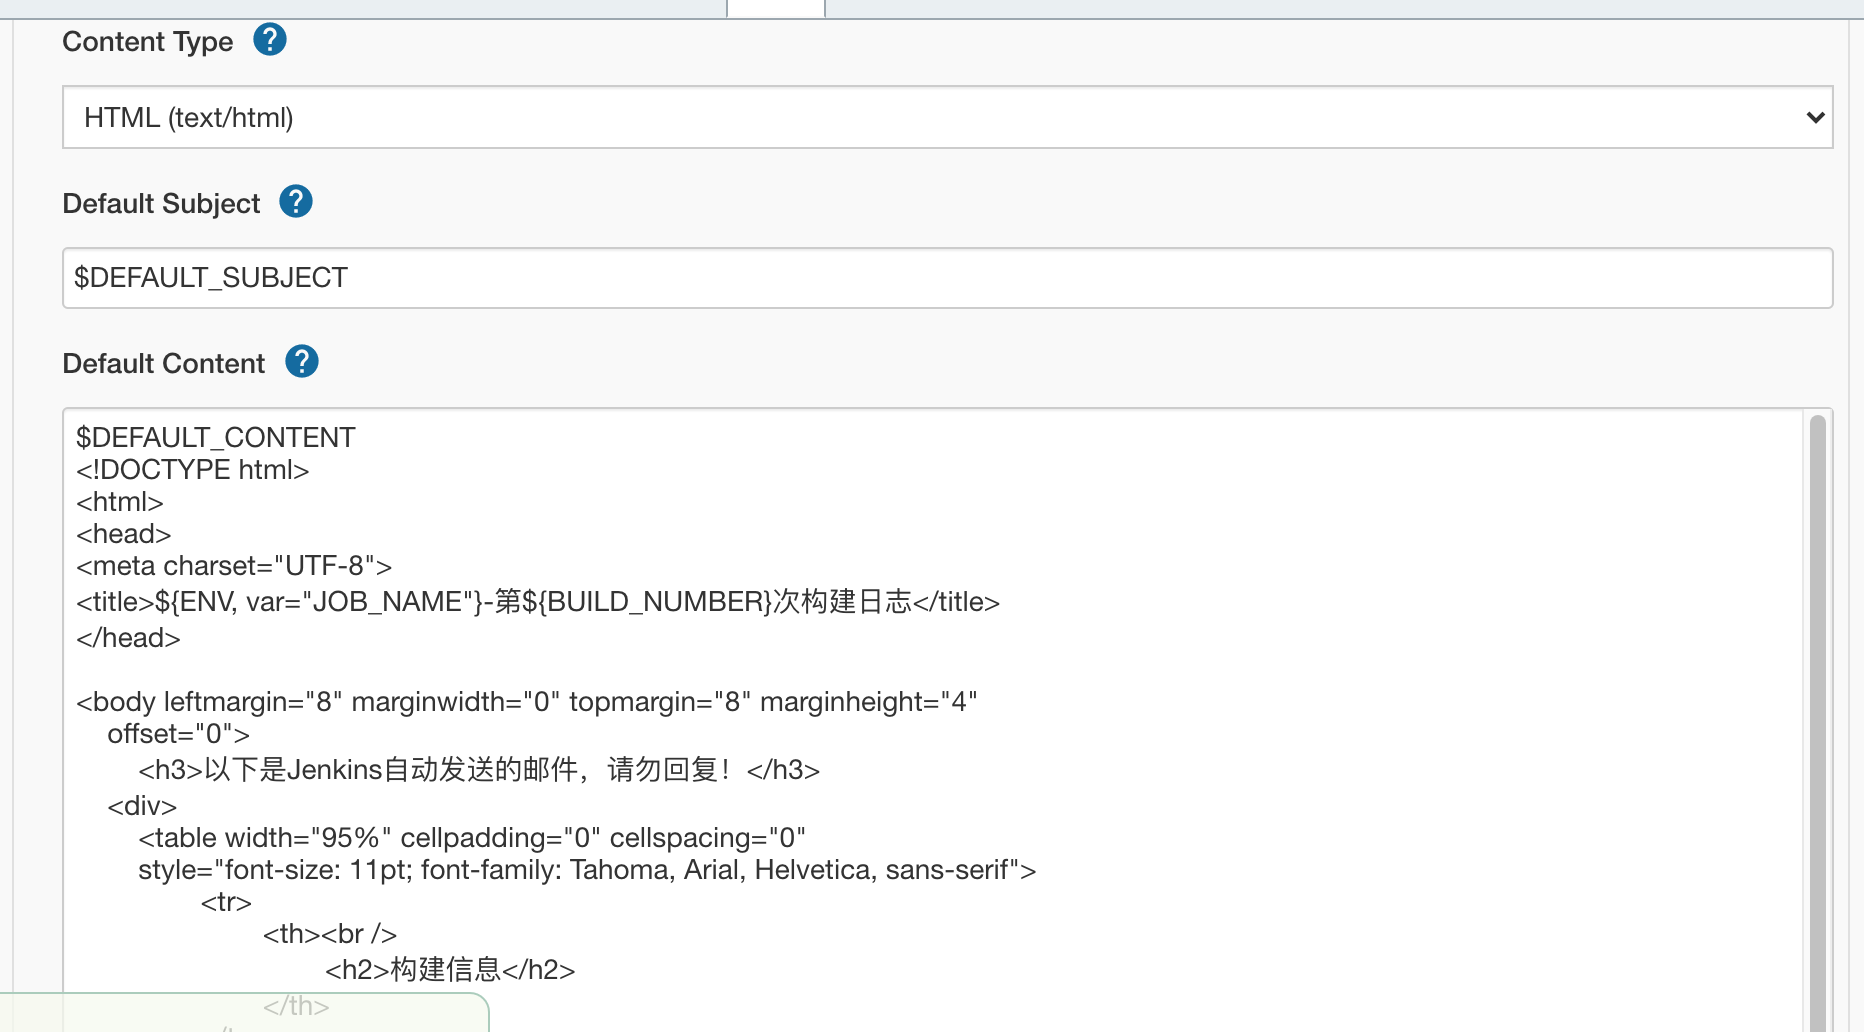 Content Type ?
HTML (text/html)
Default Subject ?
$DEFAULT_SUBJECT
Default Content ?
$DEFAULT_CONTENT
<!DOCTYPE html>
<html>
<head>
<meta charset="UTF-8">
<title>${ENV, var="JOB_NAME"}-第${BUILD_NUMBER}次构建日志</title>
</head>
<body leftmargin="8" marginwidth="0" topmargin="8" marginheight="4"
offset="0">
<h3>以下是Jenkins自动发送的邮件，请勿回复！</h3>
<div>
<table width="95%" cellpadding="0" cellspacing="0"
style="font-size: 11pt; font-family: Tahoma, Arial, Helvetica, sans-serif">
<tr>
<th><br />
<h2>构建信息</h2>
</th>